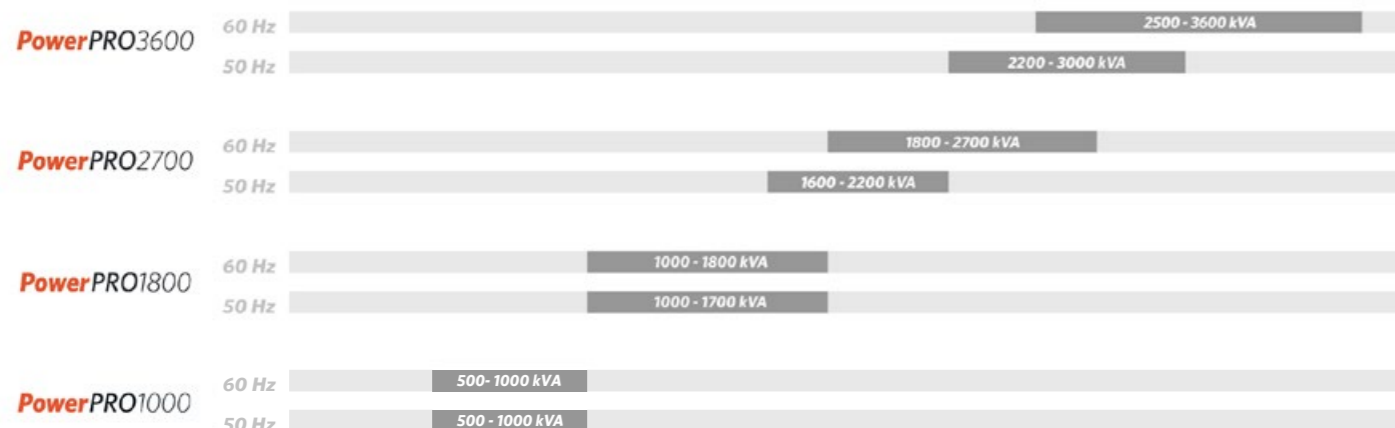 PowerPRO3600
60 Hz 2500 - 3600 kVA
50 Hz 2200 - 3000 kVA
PowerPRO2700
60 Hz 1800 - 2700 kVA
50 Hz 1600 - 2200 kVA
PowerPRO1800
60 Hz 1000 - 1800 kVA
50 Hz 1000 - 1700 kVA
PowerPRO1000
60 Hz 500- 1000 kVA
50 Hz 500 - 1000 kVA